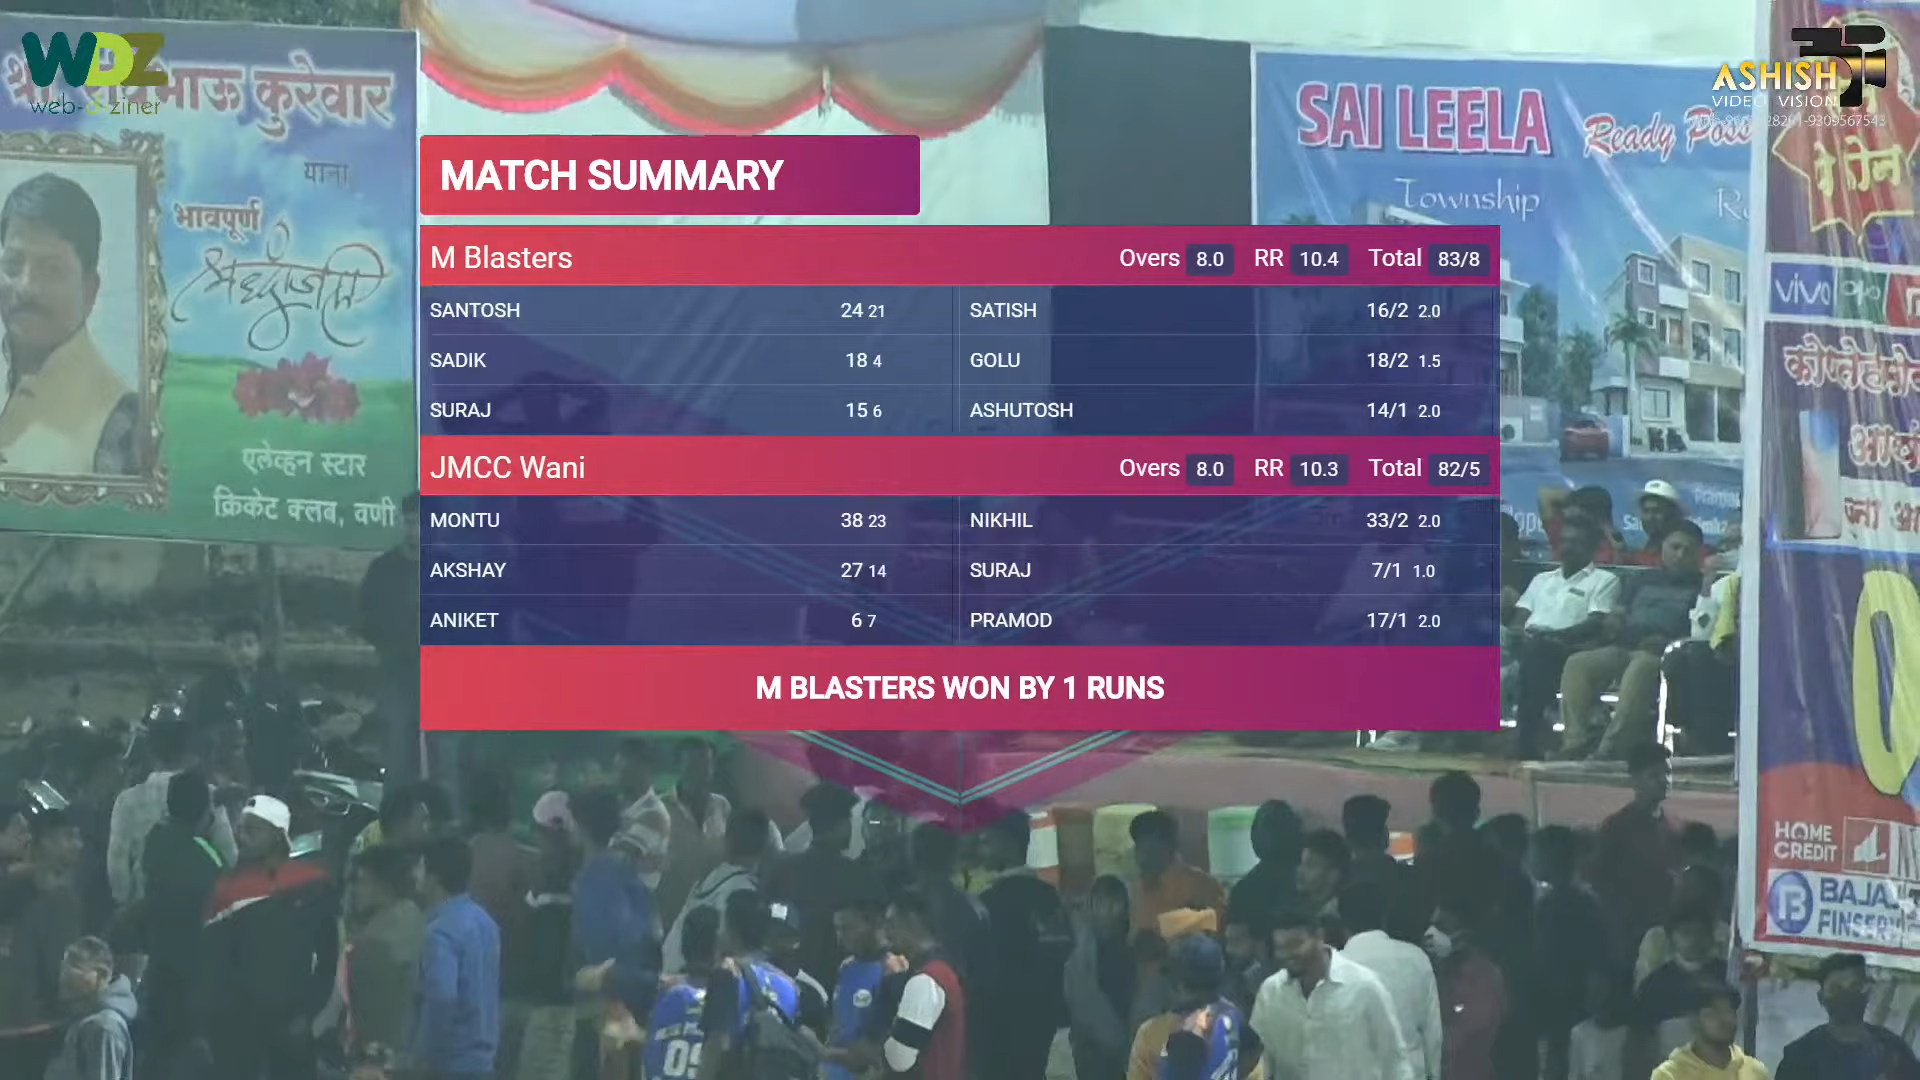 WDZ
web-d-ziner
भाऊ कुरेवार
याना
भावपूर्ण
श्रद्धांजली
एलेव्हन स्टार
क्रिकेट क्लब, वणी
SAI LEELA
Ready
Township
ASHISH
VIDEO VISION
vivo
oppo
HOME
CREDIT
BAJAJ
FINSERV
MATCH SUMMARY
M Blasters Overs 8.0 RR 10.4 Total 83/8
SANTOSH 24 21 SATISH 16/2 2.0
SADIK 18 4 GOLU 18/2 1.5
SURAJ 15 6 ASHUTOSH 14/1 2.0
JMCC Wani Overs 8.0 RR 10.3 Total 82/5
MONTU 38 23 NIKHIL 33/2 2.0
AKSHAY 27 14 SURAJ 7/1 1.0
ANIKET 6 7 PRAMOD 17/1 2.0
M BLASTERS WON BY 1 RUNS